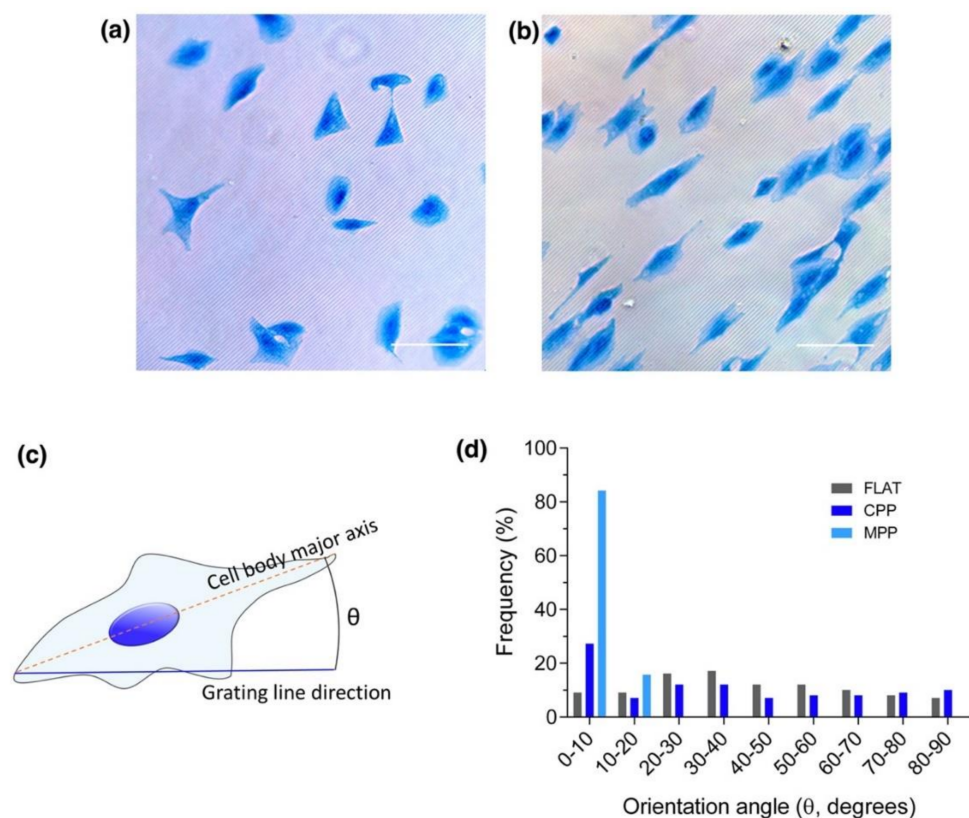 (a)
(b)
(c)
Cell body major axis
θ
Grating line direction
(d)
Frequency (%)
100
80
60
40
20
0
FLAT
CPP
MPP
0-10
10-20
20-30
30-40
40-50
50-60
60-70
70-80
80-90
Orientation angle (θ, degrees)